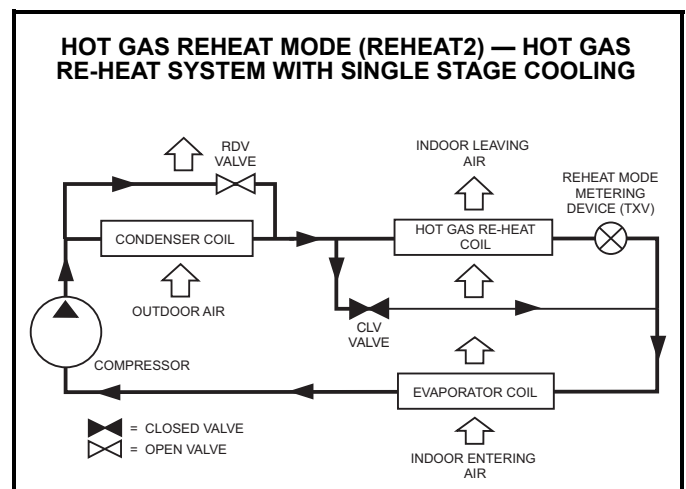 HOT GAS REHEAT MODE (REHEAT2) — HOT GAS
RE-HEAT SYSTEM WITH SINGLE STAGE COOLING
RDV
VALVE
INDOOR LEAVING
AIR
REHEAT MODE
METERING
DEVICE (TXV)
CONDENSER COIL
HOT GAS RE-HEAT
COIL
OUTDOOR AIR
CLV
VALVE
COMPRESSOR
EVAPORATOR COIL
= CLOSED VALVE
= OPEN VALVE
INDOOR ENTERING
AIR